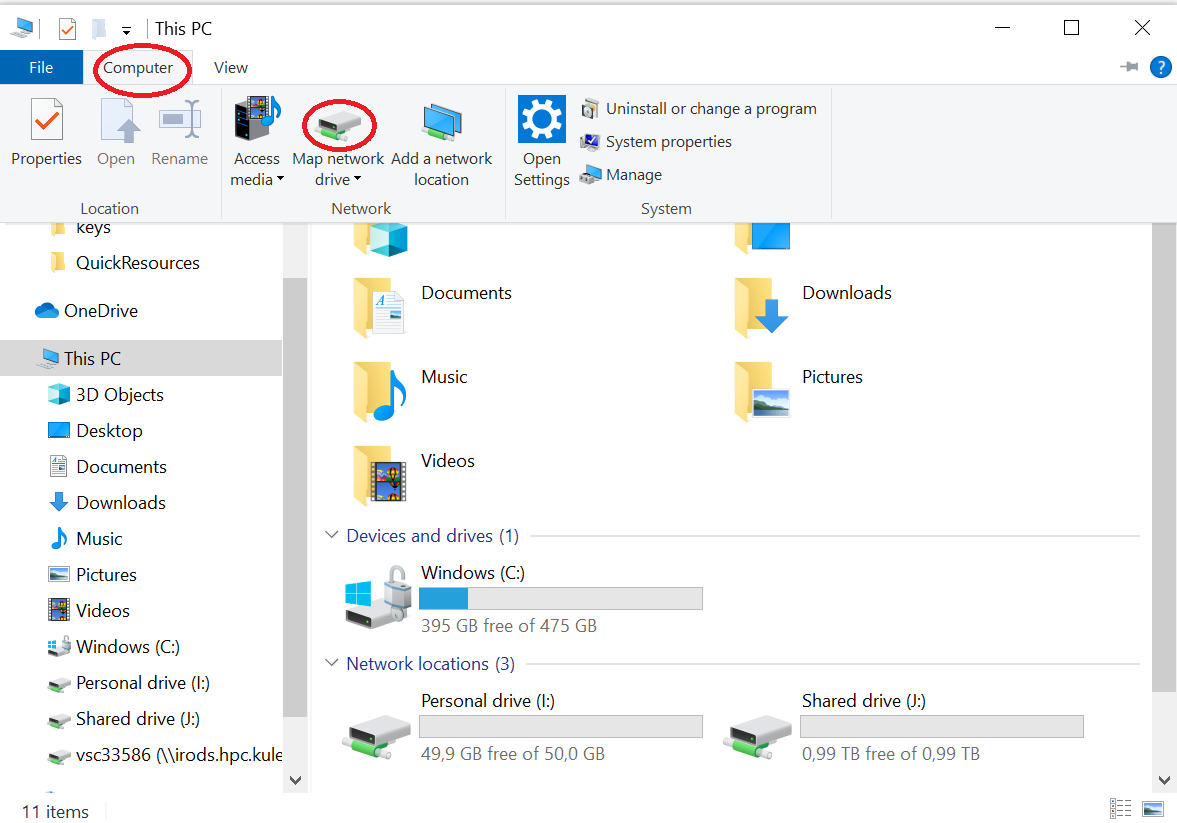 This PC
File
Computer
View
?
Properties
Open
Rename
Access media
Map network drive
Add a network location
Open Settings
Uninstall or change a program
System properties
Manage
Location
Network
System
keys
QuickResources
OneDrive
This PC
3D Objects
Desktop
Documents
Downloads
Music
Pictures
Videos
Windows (C:)
Personal drive (I:)
Shared drive (J:)
vsc33586 (\\irods.hpc.kule
Documents
Downloads
Music
Pictures
Videos
Devices and drives (1)
Windows (C:)
395 GB free of 475 GB
Network locations (3)
Personal drive (I:)
49,9 GB free of 50,0 GB
Shared drive (J:)
0,99 TB free of 0,99 TB
11 items